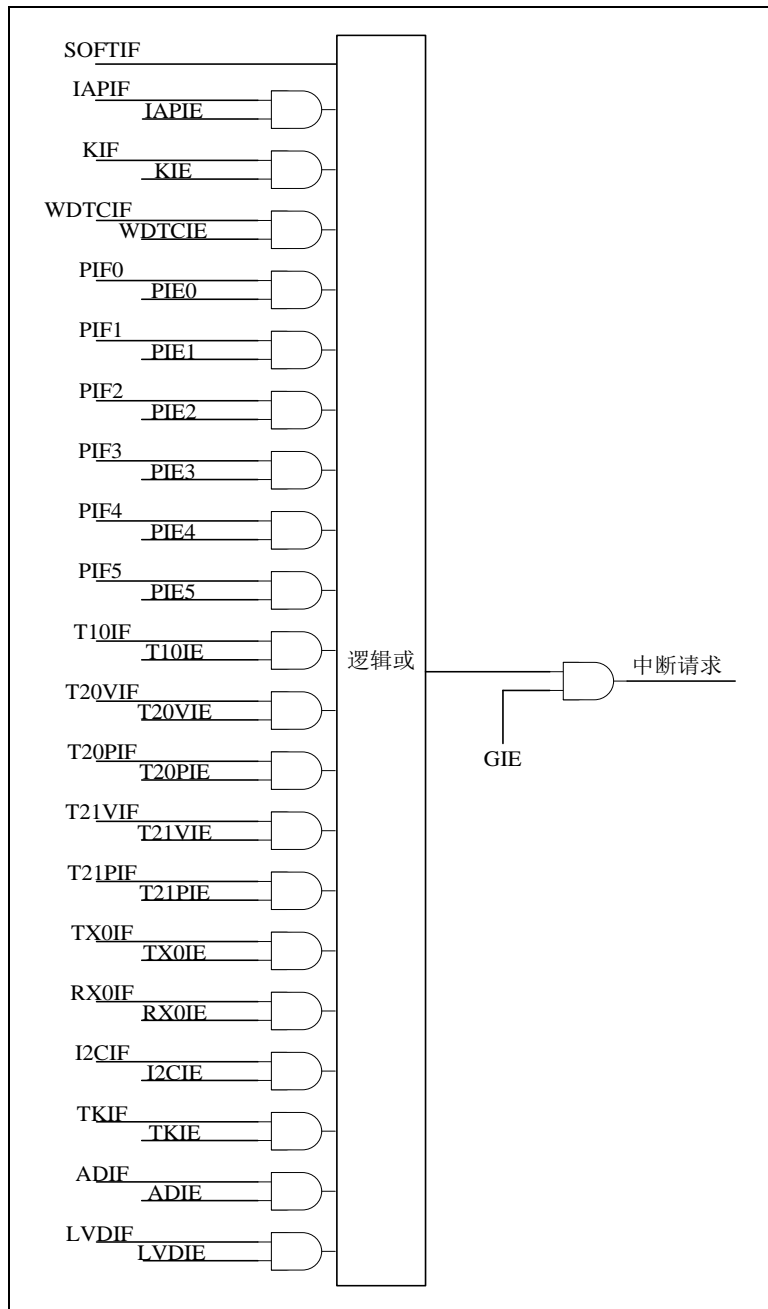 SOFTIF
IAPIF
IAPIE
KIF
KIE
WDTCIF
WDTCIE
PIF0
PIE0
PIF1
PIE1
PIF2
PIE2
PIF3
PIE3
PIF4
PIE4
PIF5
PIE5
T10IF
T10IE
T20VIF
T20VIE
T20PIF
T20PIE
T21VIF
T21VIE
T21PIF
T21PIE
TX0IF
TX0IE
RX0IF
RX0IE
I2CIF
I2CIE
TKIF
TKIE
ADIF
ADIE
LVDIF
LVDIE
逻辑或
GIE
中断请求